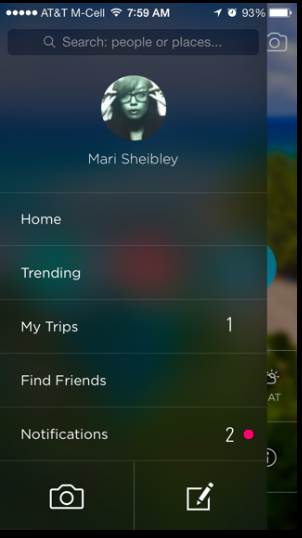 AT&T M-Cell 7:59 AM 93%
Search: people or places...
Mari Sheibley
Home
Trending
My Trips 1
Find Friends
AT
Notifications 2